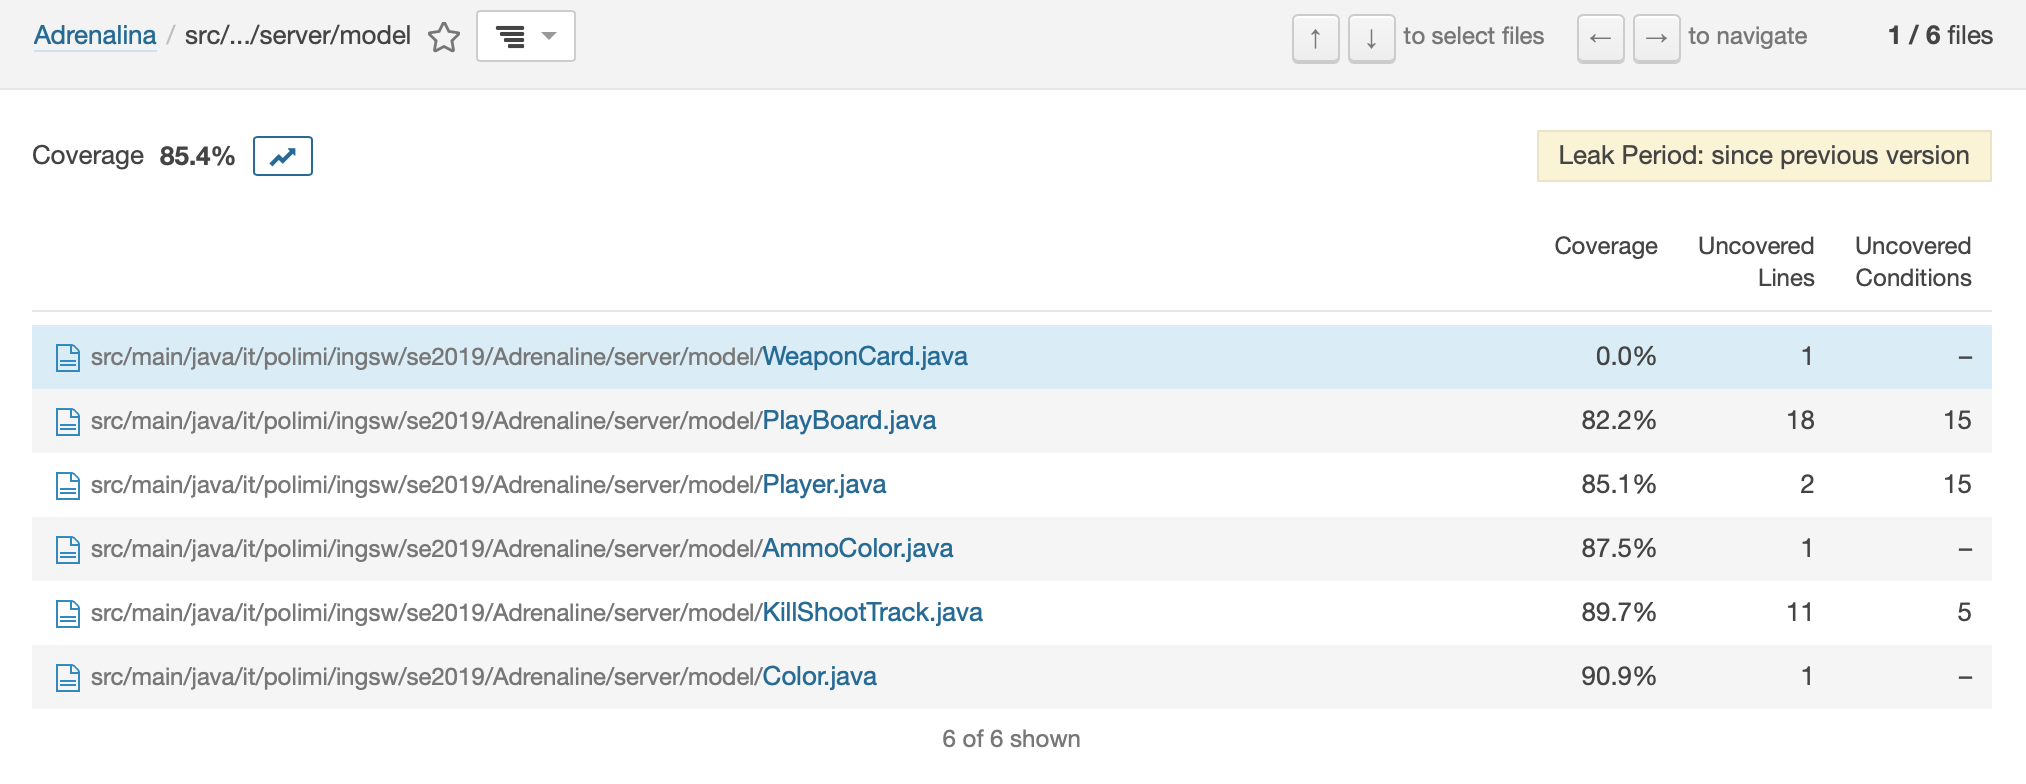 Adrenalina / src/.../server/model ↑ ↓ to select files ← → to navigate 1 / 6 files
Coverage 85.4% Leak Period: since previous version
Coverage Uncovered Lines Uncovered Conditions
src/main/java/it/polimi/ingsw/se2019/Adrenaline/server/model/WeaponCard.java 0.0% 1 –
src/main/java/it/polimi/ingsw/se2019/Adrenaline/server/model/PlayBoard.java 82.2% 18 15
src/main/java/it/polimi/ingsw/se2019/Adrenaline/server/model/Player.java 85.1% 2 15
src/main/java/it/polimi/ingsw/se2019/Adrenaline/server/model/AmmoColor.java 87.5% 1 –
src/main/java/it/polimi/ingsw/se2019/Adrenaline/server/model/KillShootTrack.java 89.7% 11 5
src/main/java/it/polimi/ingsw/se2019/Adrenaline/server/model/Color.java 90.9% 1 –
6 of 6 shown